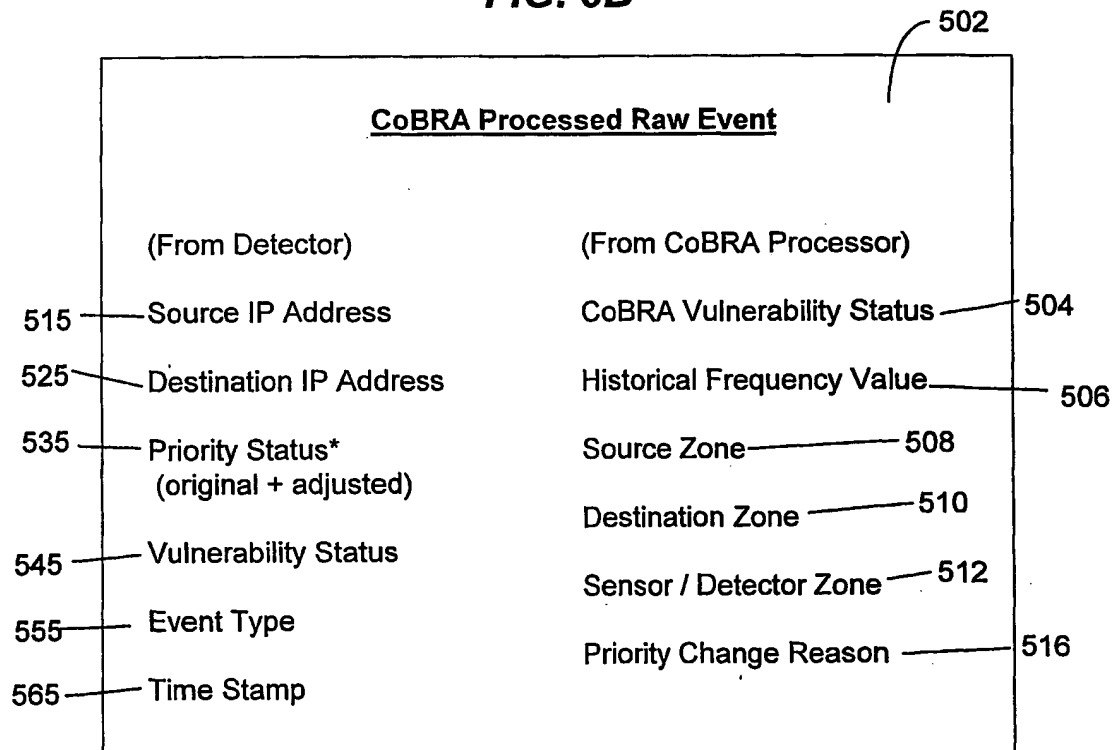 502
CoBRA Processed Raw Event
(From Detector) (From CoBRA Processor)
515 Source IP Address CoBRA Vulnerability Status 504
525 Destination IP Address Historical Frequency Value 506
535 Priority Status* Source Zone 508
(original + adjusted)
Destination Zone 510
545 Vulnerability Status
Sensor / Detector Zone 512
555 Event Type
Priority Change Reason 516
565 Time Stamp